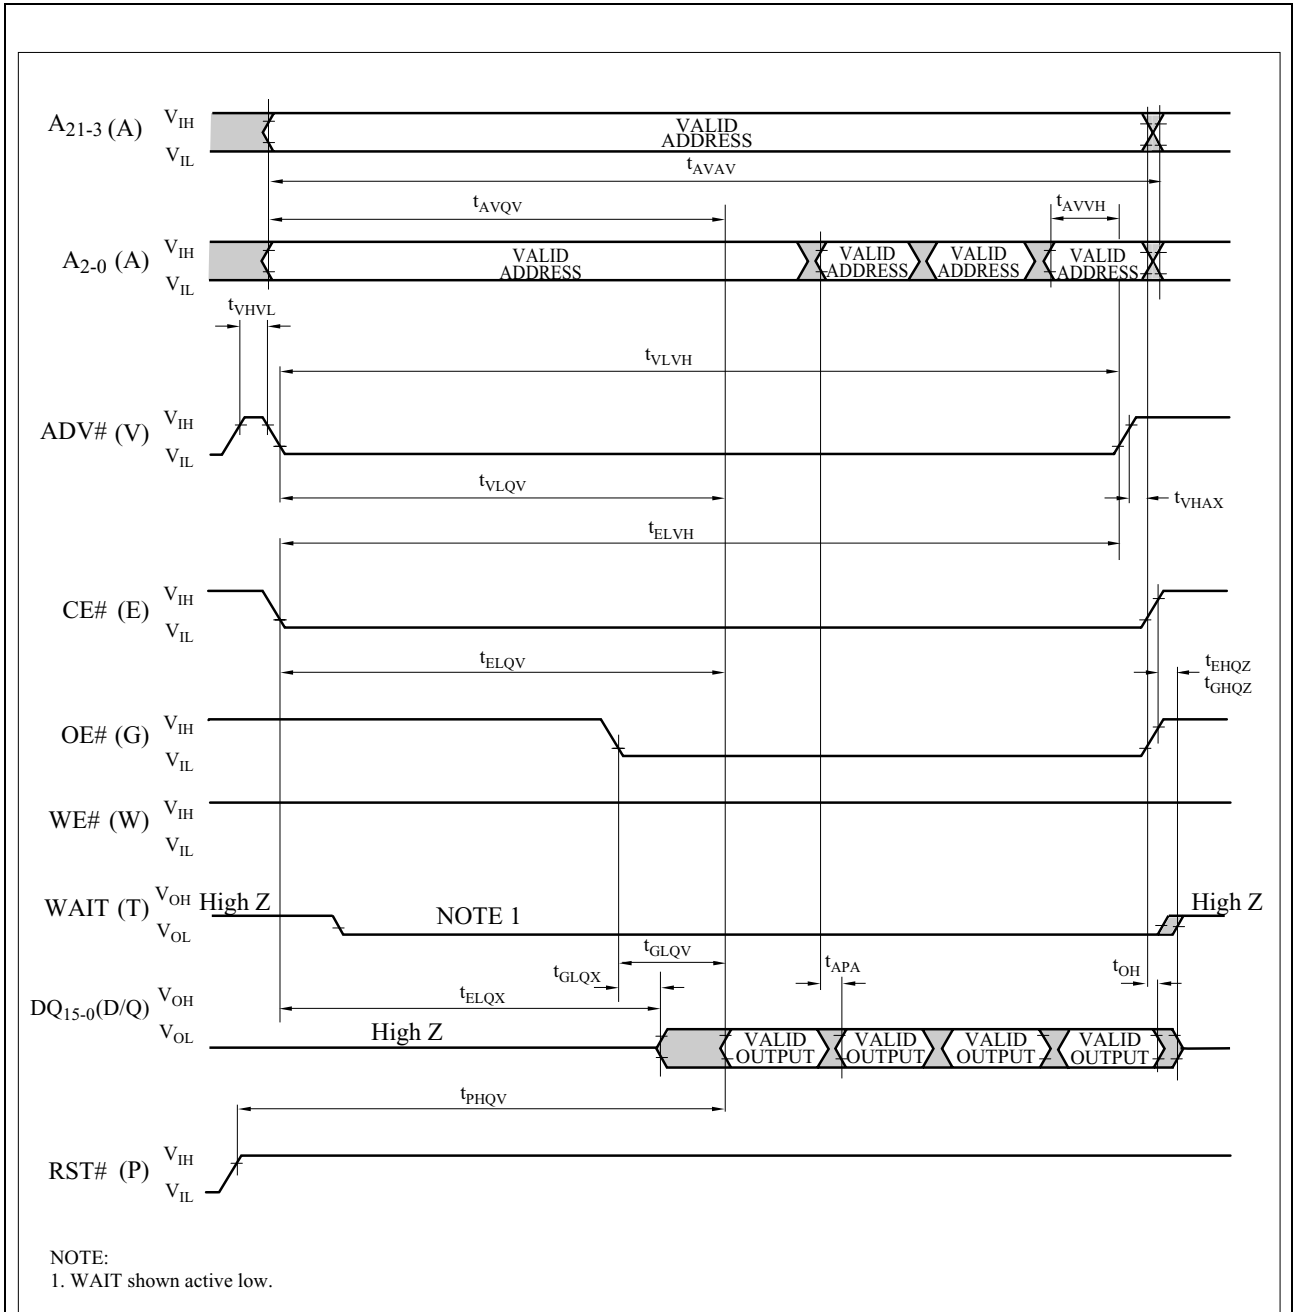 A21-3 (A) VIH VALID
VIL ADDRESS
tAVAV
tAVQV tAVVH
A2-0 (A) VIH VALID VALID VALID VALID
VIL ADDRESS ADDRESS ADDRESS ADDRESS
tVHVL
tVLVH
ADV# (V) VIH
VIL
tVLQV tVHAX
tELVH
CE# (E) VIH
VIL
tELQV tEHQZ
tGHQZ
OE# (G) VIH
VIL
WE# (W) VIH
VIL
WAIT (T) VOH High Z NOTE 1 High Z
VOL
tGLQV
tGLQX tAPA tOH
tELQX
DQ15-0(D/Q) VOH
VOL High Z VALID VALID VALID VALID
OUTPUT OUTPUT OUTPUT OUTPUT
tPHQV
RST# (P) VIH
VIL
NOTE:
1. WAIT shown active low.